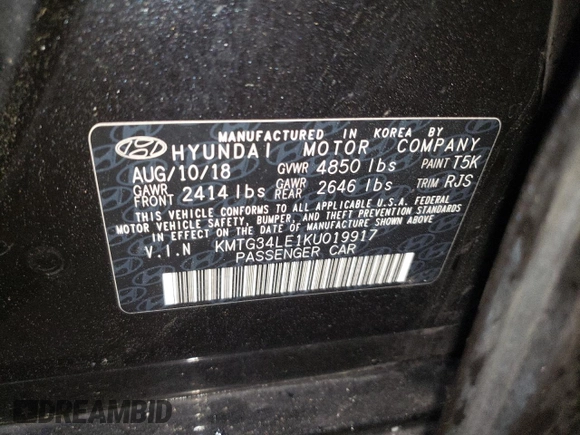 MANUFACTURED IN KOREA BY
HYUNDAI MOTOR COMPANY
AUG/10/18 GVWR 4850 lbs PAINT T5K
GAWR FRONT 2414 lbs GAWR REAR 2646 lbs TRIM RJS
THIS VEHICLE CONFORMS TO ALL APPLICABLE U.S.A. FEDERAL
MOTOR VEHICLE SAFETY, BUMPER, AND THEFT PREVENTION STANDARDS
IN EFFECT ON THE DATE OF MANUFACTURE SHOWN ABOVE
V.I.N KMTG34LE1KU019917
PASSENGER CAR
DREAMBID